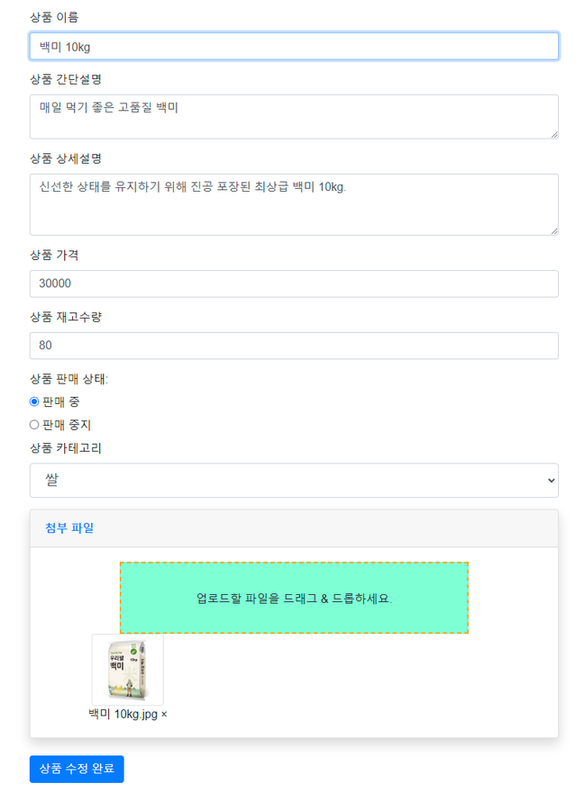 상품 이름
백미 10kg
상품 간단설명
매일 먹기 좋은 고품질 백미
상품 상세설명
신선한 상태를 유지하기 위해 진공 포장된 최상급 백미 10kg.
상품 가격
30000
상품 재고수량
80
상품 판매 상태:
판매 중
판매 중지
상품 카테고리
쌀
첨부 파일
업로드할 파일을 드래그 & 드롭하세요.
우리쌀
백미
10kg
백미 10kg.jpg ×
상품 수정 완료